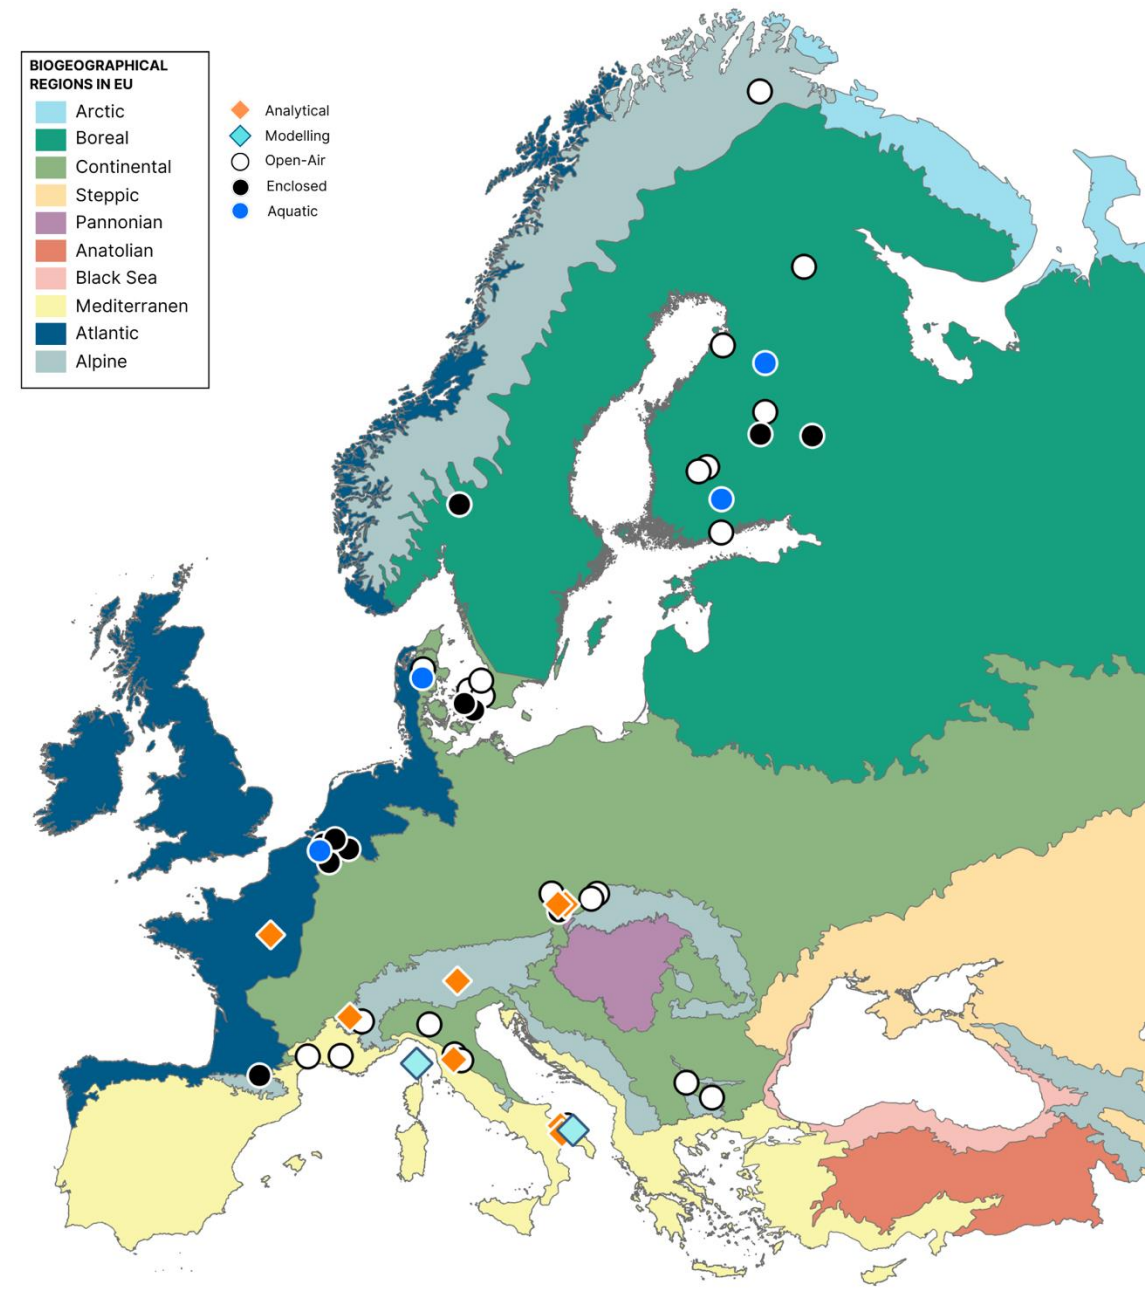 BIOGEOGRAPHICAL
REGIONS IN EU
Arctic
Boreal
Continental
Steppic
Pannonian
Anatolian
Black Sea
Mediterranen
Atlantic
Alpine
Analytical
Modelling
Open-Air
Enclosed
Aquatic